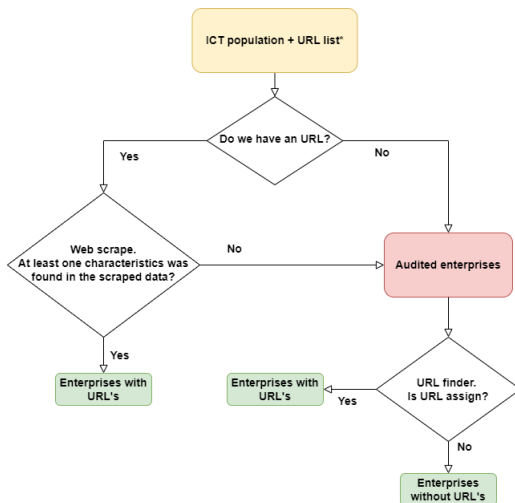 ICT population + URL list*
Do we have an URL?
Yes
No
Web scrape.
At least one characteristics was
found in the scraped data?
No
Audited enterprises
Yes
Enterprises with
URL's
Enterprises with
URL's
Yes
URL finder.
Is URL assign?
No
Enterprises
without URL's